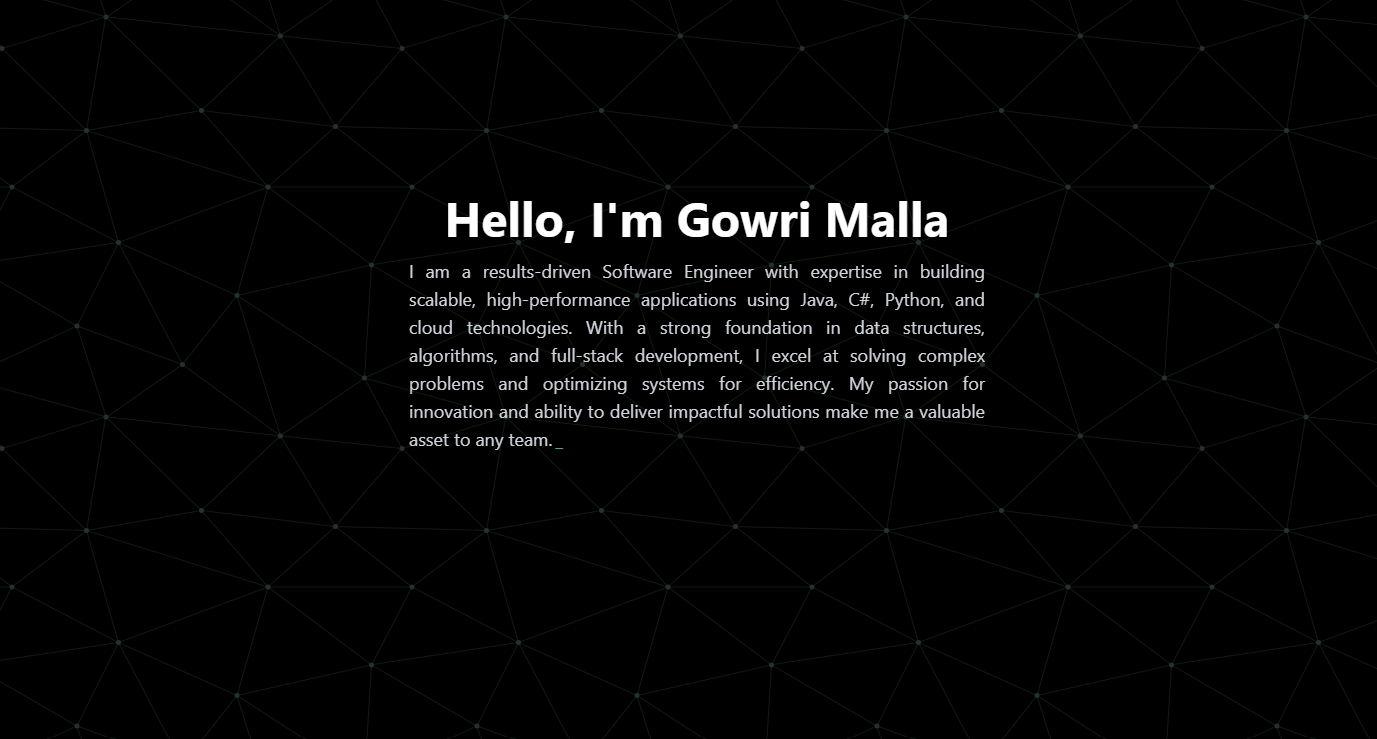 Hello, I'm Gowri Malla
I am a results-driven Software Engineer with expertise in building
scalable, high-performance applications using Java, C#, Python, and
cloud technologies. With a strong foundation in data structures,
algorithms, and full-stack development, I excel at solving complex
problems and optimizing systems for efficiency. My passion for
innovation and ability to deliver impactful solutions make me a valuable
asset to any team. _